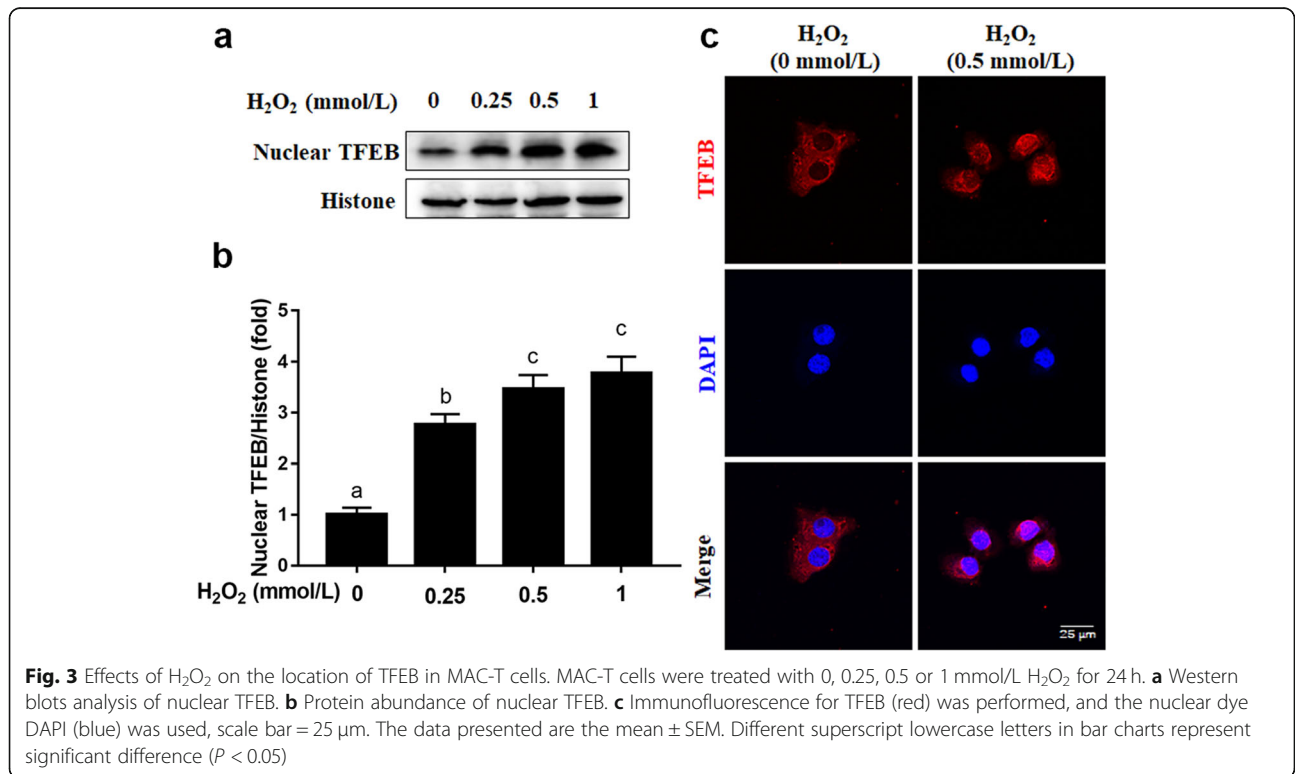 a
H₂O₂ (mmol/L) 0 0.25 0.5 1
Nuclear TFEB
Histone
b
Nuclear TFEB/Histone (fold)
5
4
3
2
1
0
a
b
c
c
H₂O₂ (mmol/L) 0 0.25 0.5 1
c
H₂O₂ (0 mmol/L)
H₂O₂ (0.5 mmol/L)
TFEB
DAPI
Merge
25 µm
Fig. 3 Effects of H₂O₂ on the location of TFEB in MAC-T cells. MAC-T cells were treated with 0, 0.25, 0.5 or 1 mmol/L H₂O₂ for 24 h. a Western
blots analysis of nuclear TFEB. b Protein abundance of nuclear TFEB. c Immunofluorescence for TFEB (red) was performed, and the nuclear dye
DAPI (blue) was used, scale bar = 25 µm. The data presented are the mean ± SEM. Different superscript lowercase letters in bar charts represent
significant difference (P < 0.05)